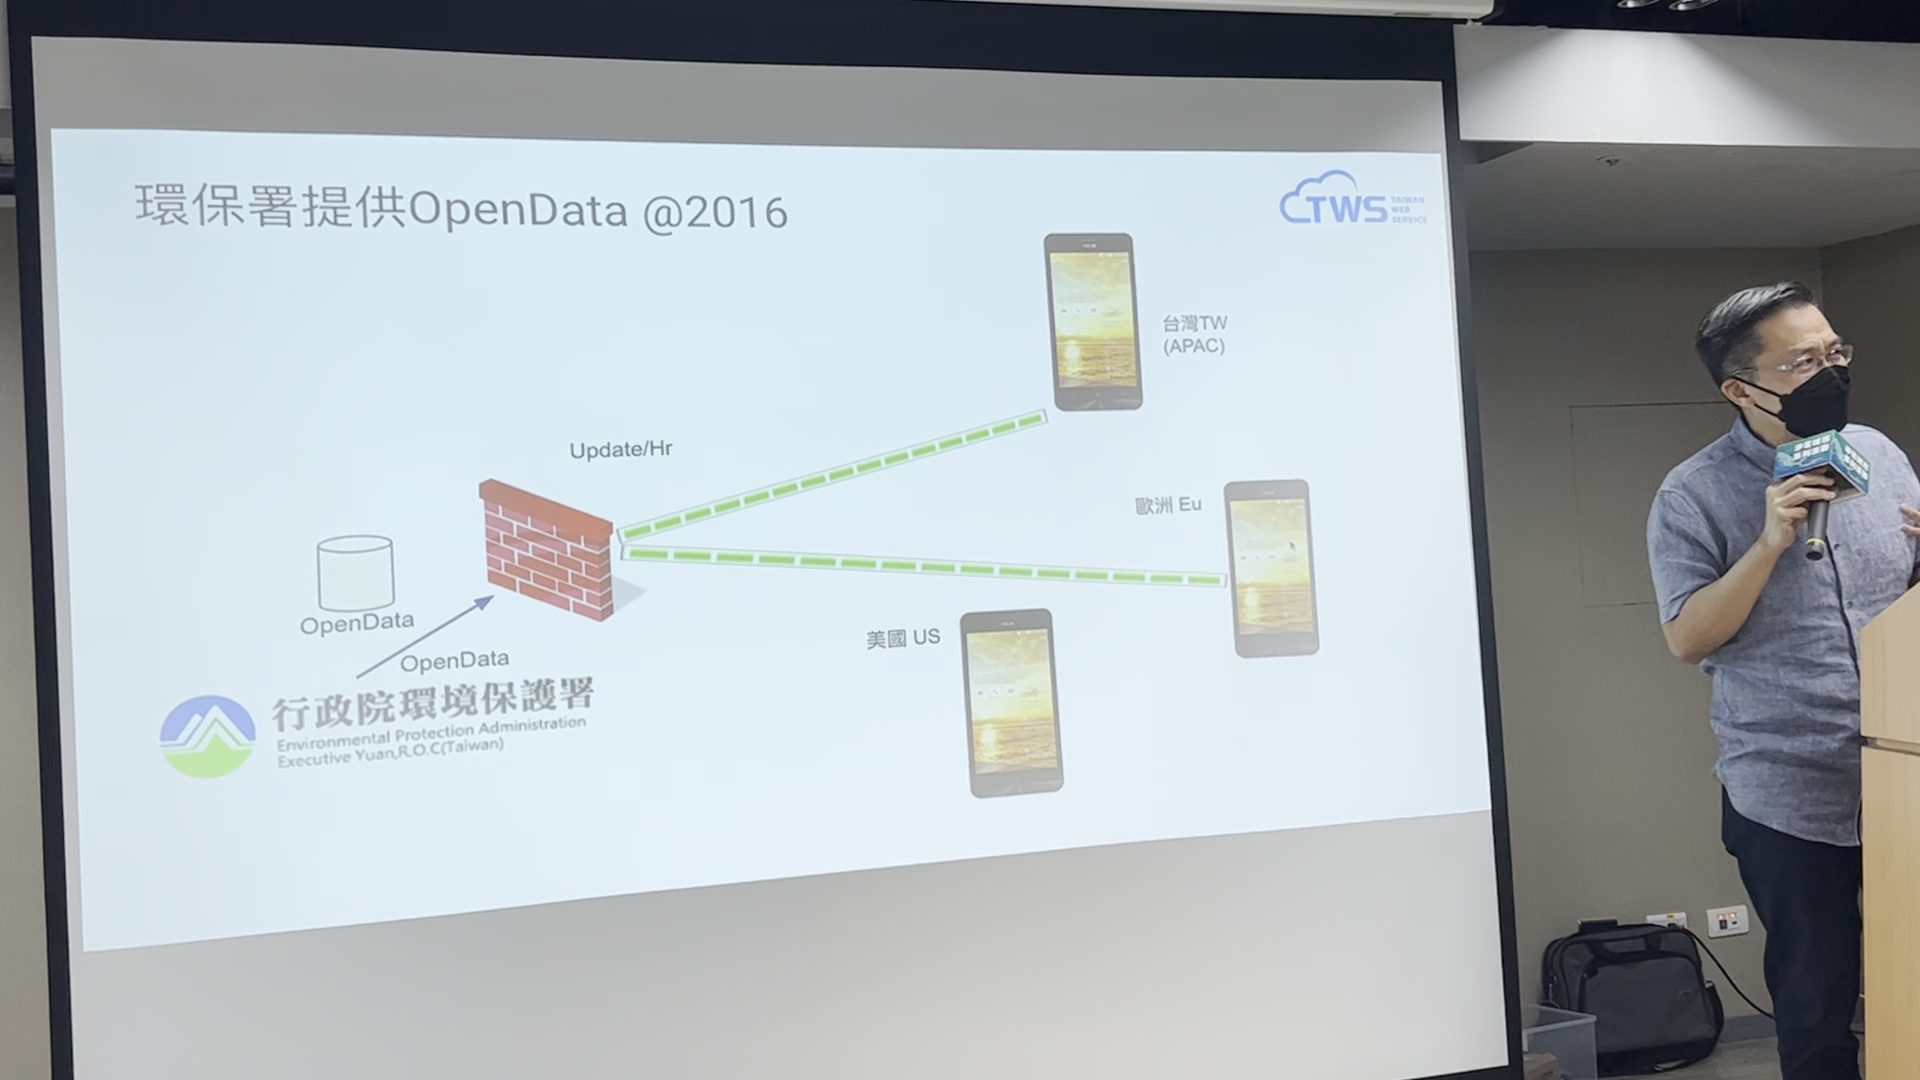 環保署提供OpenData @2016
TWS TAIWAN
WEB
SERVICE
台灣TW
(APAC)
Update/Hr
歐洲 Eu
OpenData
美國 US
OpenData
行政院環境保護署
Environmental Protection Administration
Executive Yuan,R.O.C(Taiwan)